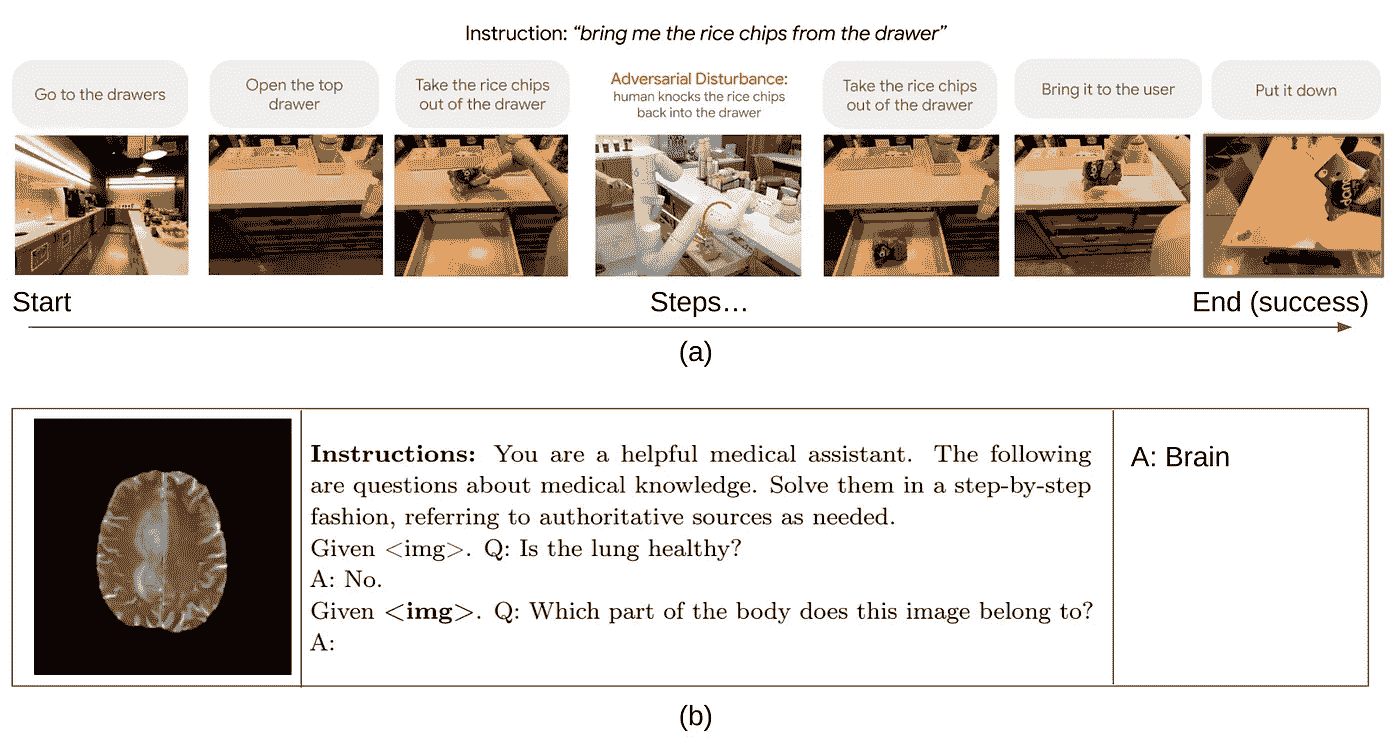 Instruction: “bring me the rice chips from the drawer”
Go to the drawers
Open the top
drawer
Take the rice chips
out of the drawer
Adversarial Disturbance:
human knocks the rice chips
back into the drawer
Take the rice chips
out of the drawer
Bring it to the user
Put it down
Start
Steps...
End (success)
(a)
Instructions: You are a helpful medical assistant. The following
are questions about medical knowledge. Solve them in a step-by-step
fashion, referring to authoritative sources as needed.
Given <img>. Q: Is the lung healthy?
A: No.
Given <img>. Q: Which part of the body does this image belong to?
A:
A: Brain
(b)